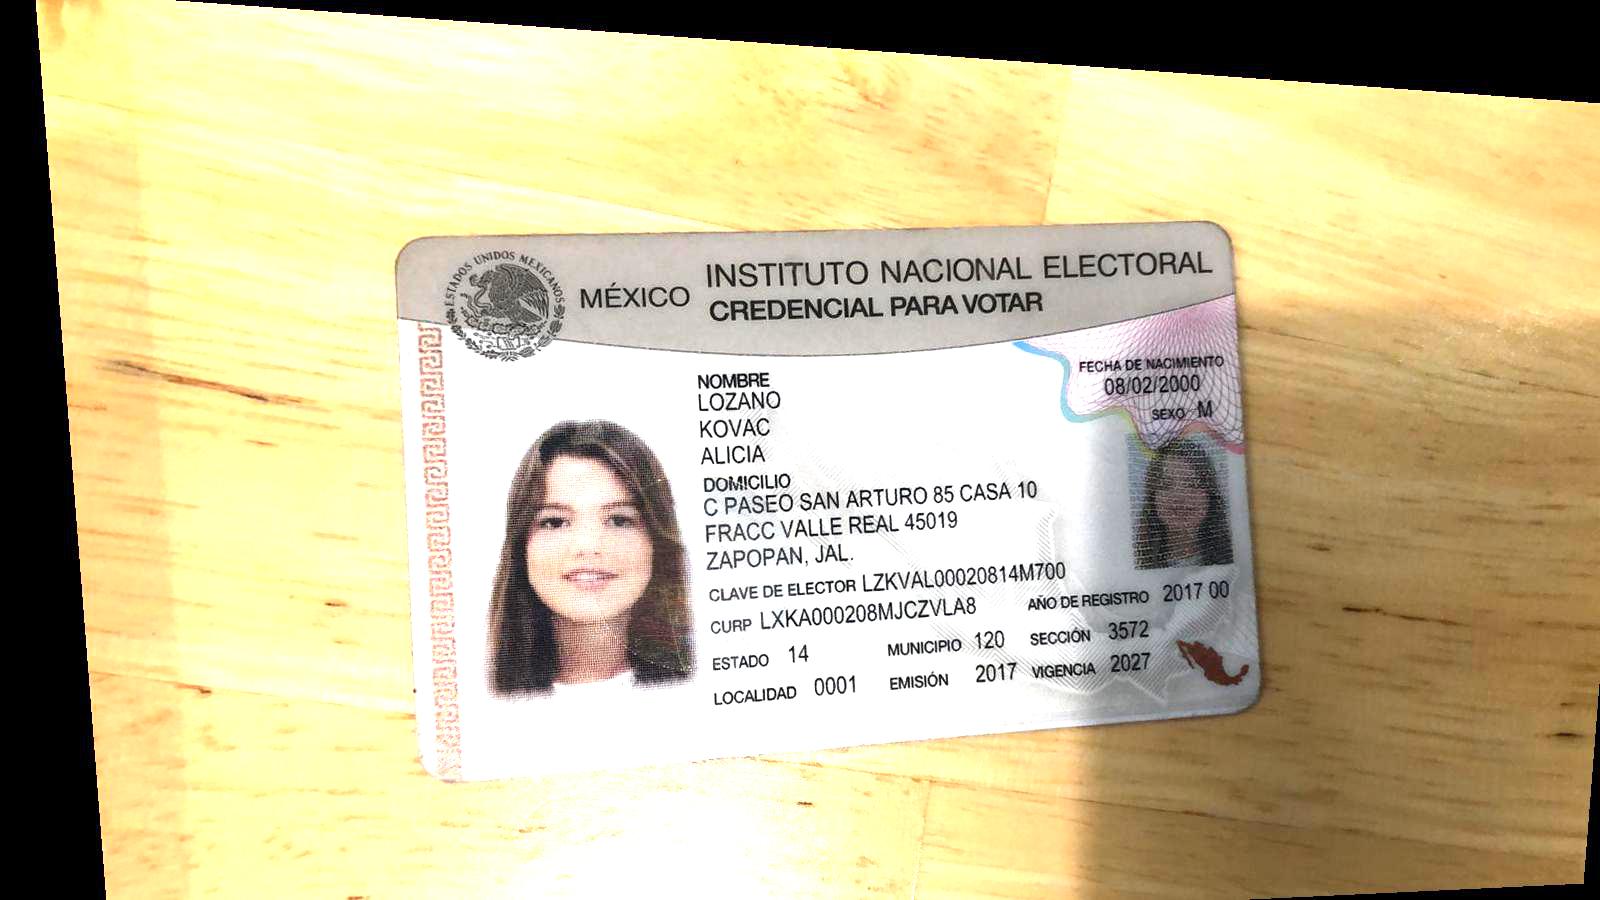 ESTADOS UNIDOS MEXICANOS
MÉXICO
INSTITUTO NACIONAL ELECTORAL
CREDENCIAL PARA VOTAR
FECHA DE NACIMIENTO
08/02/2000
SEXO M
NOMBRE
LOZANO
KOVAC
ALICIA
DOMICILIO
C PASEO SAN ARTURO 85 CASA 10
FRACC VALLE REAL 45019
ZAPOPAN, JAL.
CLAVE DE ELECTOR LZKVAL00020814M700
CURP LXKA000208MJCZVLA8 AÑO DE REGISTRO 2017 00
ESTADO 14 MUNICIPIO 120 SECCIÓN 3572
LOCALIDAD 0001 EMISIÓN 2017 VIGENCIA 2027